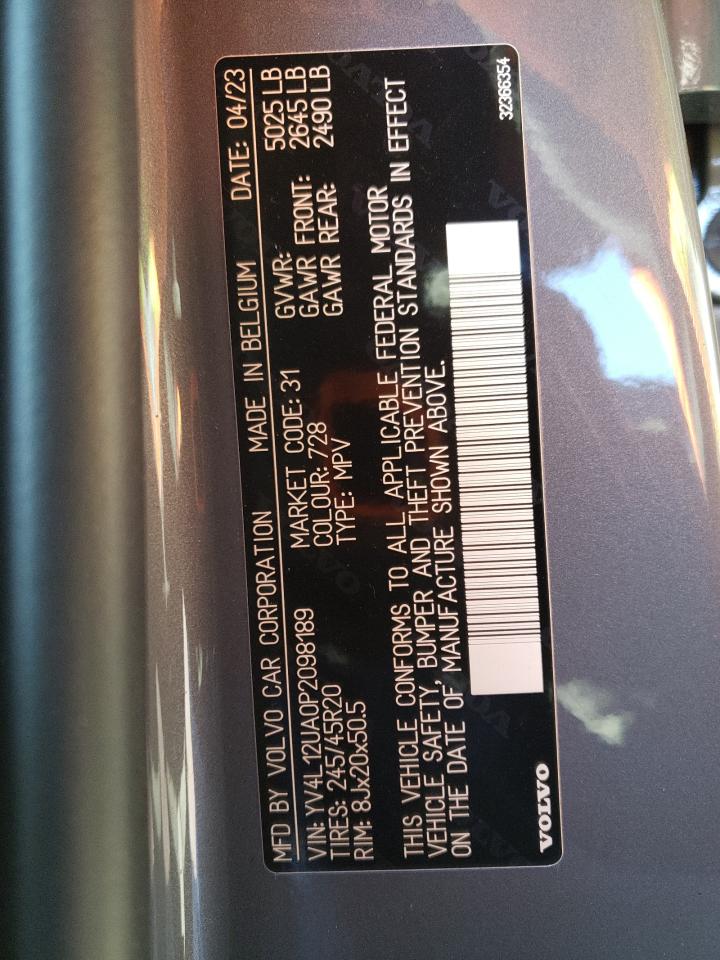 MFD BY VOLVO CAR CORPORATION MADE IN BELGIUM DATE: 04/23
VIN: YV4L12UA0P2098189 MARKET CODE: 31 GVWR: 5025 LB
TIRES: 245/45R20 COLOUR: 728 GAWR FRONT: 2645 LB
RIM: 8Jx20x50.5 TYPE: MPV GAWR REAR: 2490 LB
THIS VEHICLE CONFORMS TO ALL APPLICABLE FEDERAL MOTOR
VEHICLE SAFETY, BUMPER AND THEFT PREVENTION STANDARDS IN EFFECT
ON THE DATE OF MANUFACTURE SHOWN ABOVE.
VOLVO 32366354